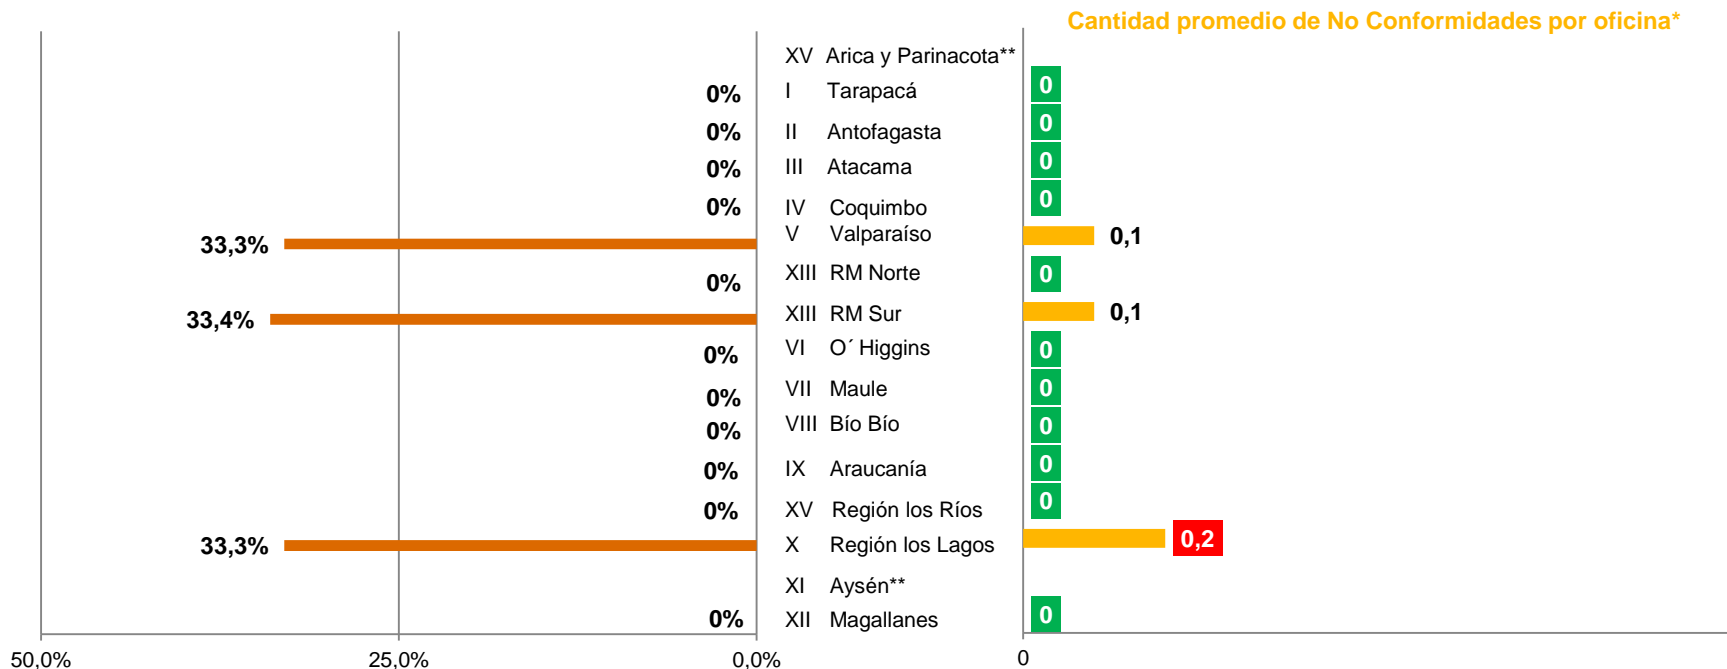 Cantidad promedio de No Conformidades por oficina*
XV Arica y Parinacota**
0% I Tarapacá 0
0% II Antofagasta 0
0% III Atacama 0
0% IV Coquimbo 0
33,3% V Valparaíso 0,1
0% XIII RM Norte 0
33,4% XIII RM Sur 0,1
0% VI O´ Higgins 0
0% VII Maule 0
0% VIII Bío Bío 0
0% IX Araucanía 0
0% XV Región los Ríos 0
33,3% X Región los Lagos 0,2
XI Aysén**
0% XII Magallanes 0
50,0% 25,0% 0,0% 0